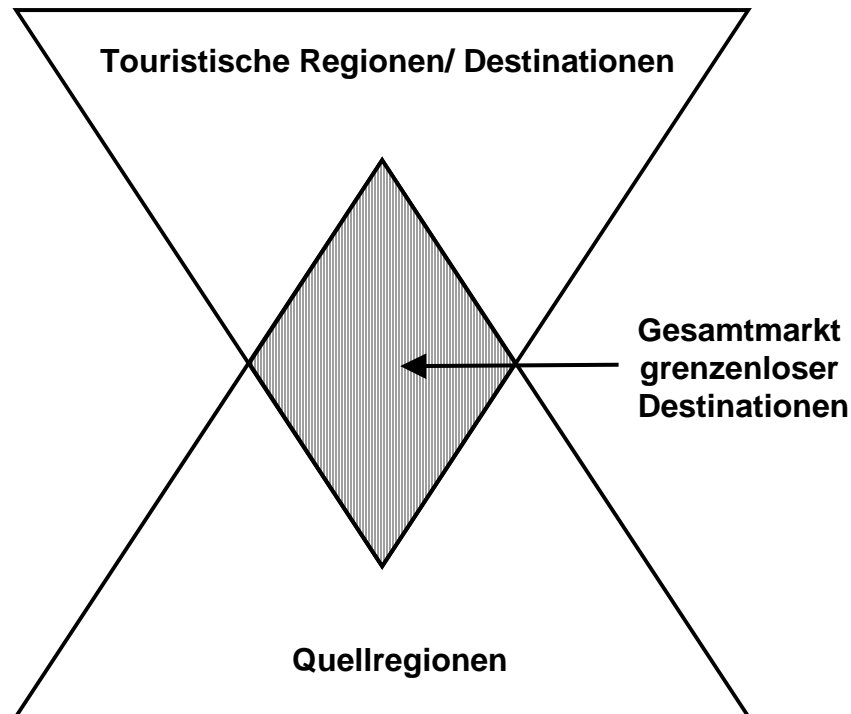 Touristische Regionen/ Destinationen
Gesamtmarkt
grenzenloser
Destinationen
Quellregionen